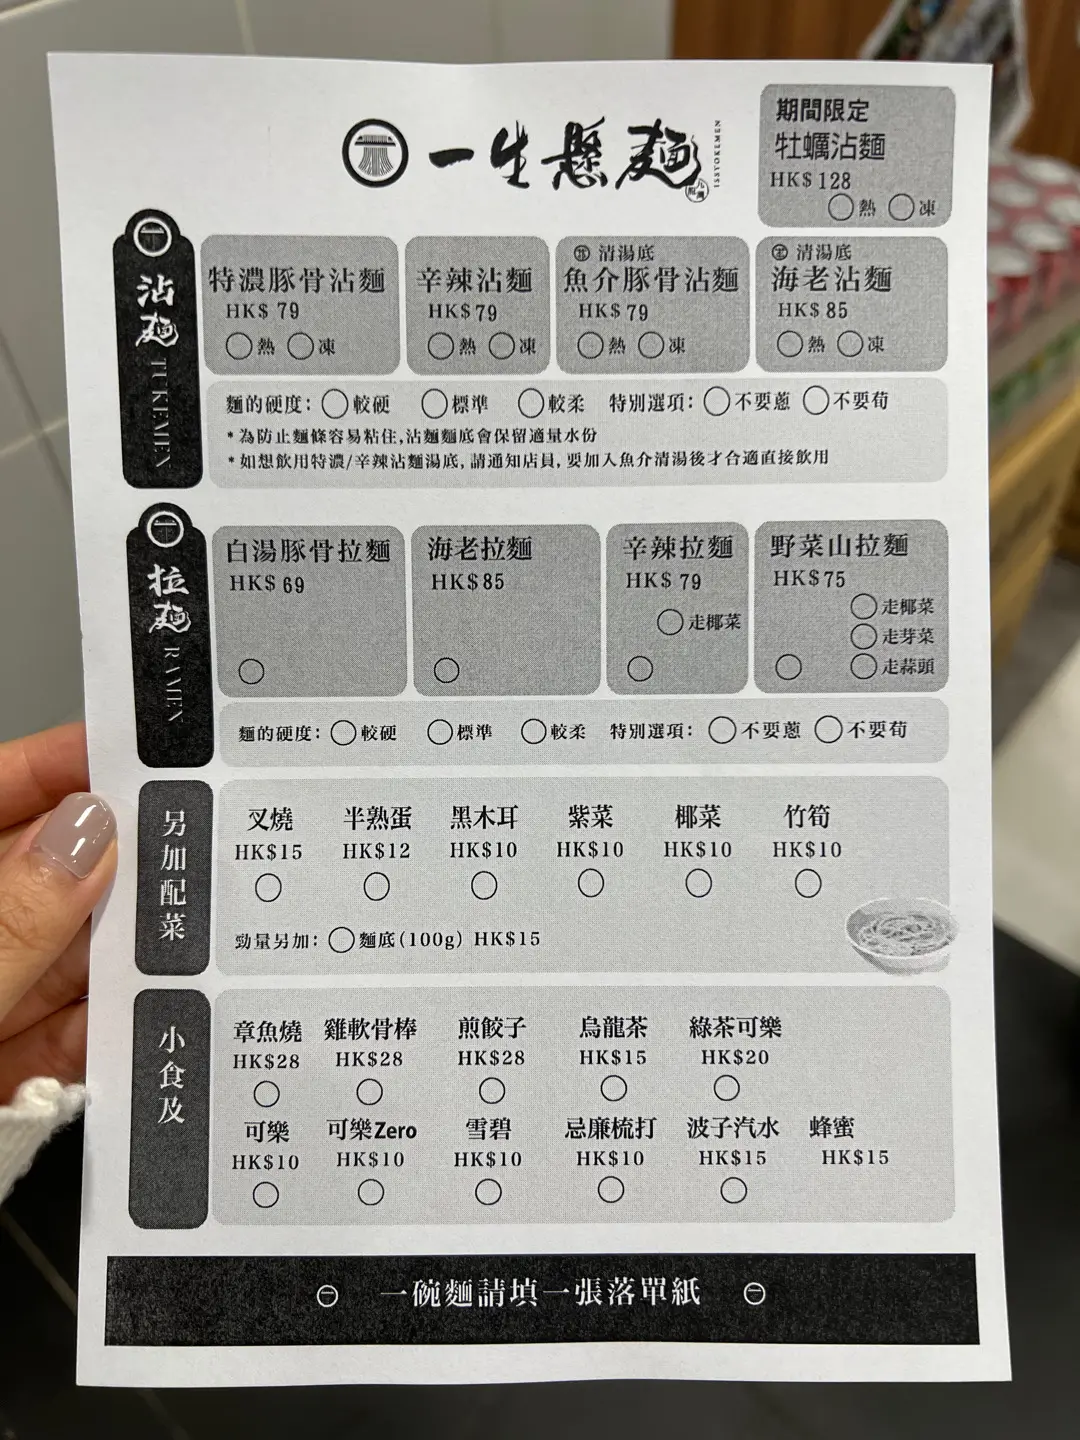 一生懸麵
ISSYOKEMEN
期間限定
牡蠣沾麵
HK$ 128
熱 凍
沾麵 TUKEMEN
特濃豚骨沾麵
HK$ 79
熱 凍
辛辣沾麵
HK$ 79
熱 凍
清湯底
魚介豚骨沾麵
HK$ 79
熱 凍
清湯底
海老沾麵
HK$ 85
熱 凍
麵的硬度: 較硬 標準 較柔 特別選項: 不要蔥 不要荀
*為防止麵條容易粘住,沾麵麵底會保留適量水份
*如想飲用特濃/辛辣沾麵湯底,請通知店員,要加入魚介清湯後才合適直接飲用
拉麵 RAMEN
白湯豚骨拉麵
HK$ 69
海老拉麵
HK$ 85
辛辣拉麵
HK$ 79
走椰菜
野菜山拉麵
HK$ 75
走椰菜
走芽菜
走蒜頭
麵的硬度: 較硬 標準 較柔 特別選項: 不要蔥 不要荀
另加配菜
叉燒 半熟蛋 黑木耳 紫菜 椰菜 竹筍
HK$15 HK$12 HK$10 HK$10 HK$10 HK$10
勁量另加: 麵底(100g) HK$15
小食及
章魚燒 雞軟骨棒 煎餃子 烏龍茶 綠茶可樂
HK$28 HK$28 HK$28 HK$15 HK$20
可樂 可樂Zero 雪碧 忌廉梳打 波子汽水 蜂蜜
HK$10 HK$10 HK$10 HK$10 HK$15 HK$15
一碗麵請填一張落單紙